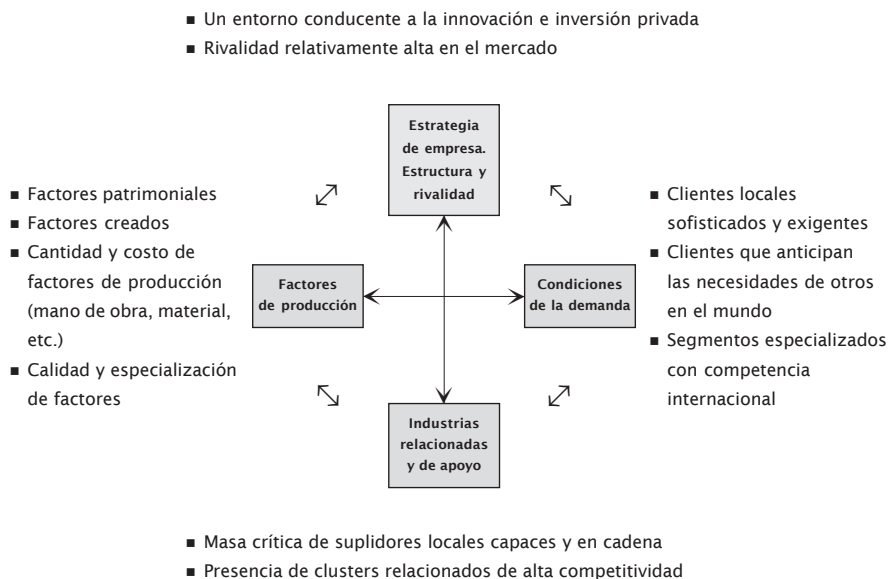 ▪ Un entorno conducente a la innovación e inversión privada
▪ Rivalidad relativamente alta en el mercado
Estrategia
de empresa.
Estructura y
rivalidad
▪ Factores patrimoniales
▪ Factores creados
▪ Cantidad y costo de
factores de producción
(mano de obra, material,
etc.)
▪ Calidad y especialización
de factores
Factores
de producción
Condiciones
de la demanda
▪ Clientes locales
sofisticados y exigentes
▪ Clientes que anticipan
las necesidades de otros
en el mundo
▪ Segmentos especializados
con competencia
internacional
Industrias
relacionadas
y de apoyo
▪ Masa crítica de suplidores locales capaces y en cadena
▪ Presencia de clusters relacionados de alta competitividad